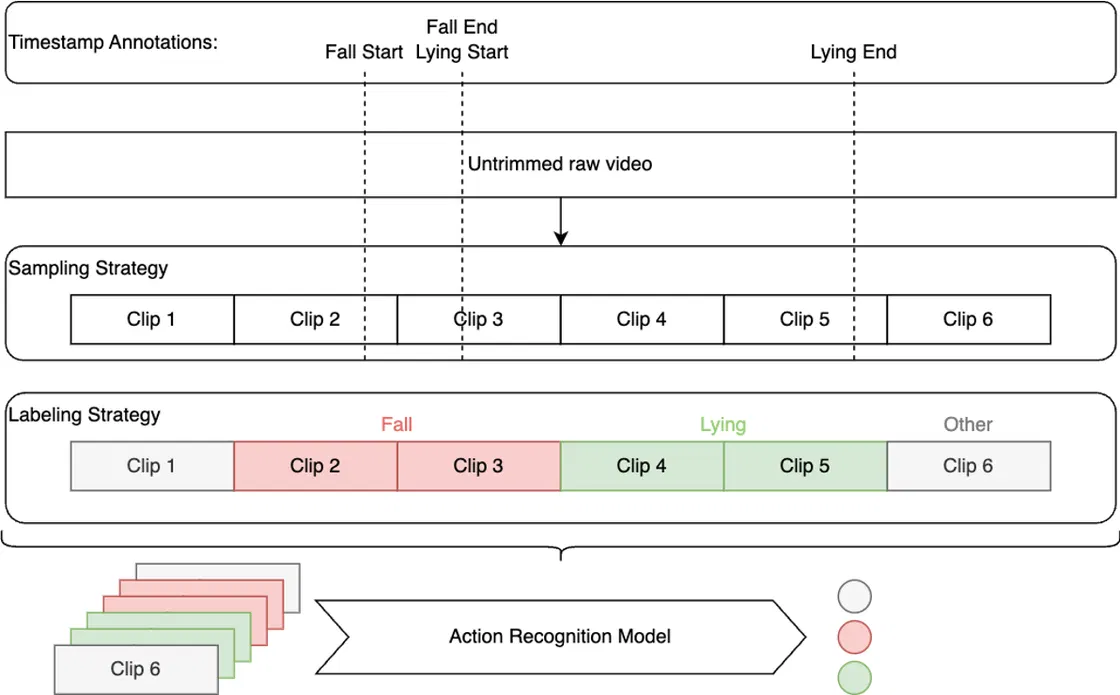 Timestamp Annotations:
Fall Start
Fall End
Lying Start
Lying End
Untrimmed raw video
Sampling Strategy
Clip 1 Clip 2 Clip 3 Clip 4 Clip 5 Clip 6
Labeling Strategy
Fall Lying Other
Clip 1 Clip 2 Clip 3 Clip 4 Clip 5 Clip 6
Clip 6
Action Recognition Model